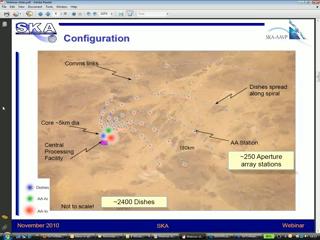 SKA
Configuration
SKA-AAVP
Comms links
Dishes spread
along spiral
Core ~5km dia
AA Station
Central
Processing
Facility
180km
~250 Aperture
array stations
Dishes
AA-hi
AA-lo
Not to scale!
~2400 Dishes
November 2010
SKA
Webinar